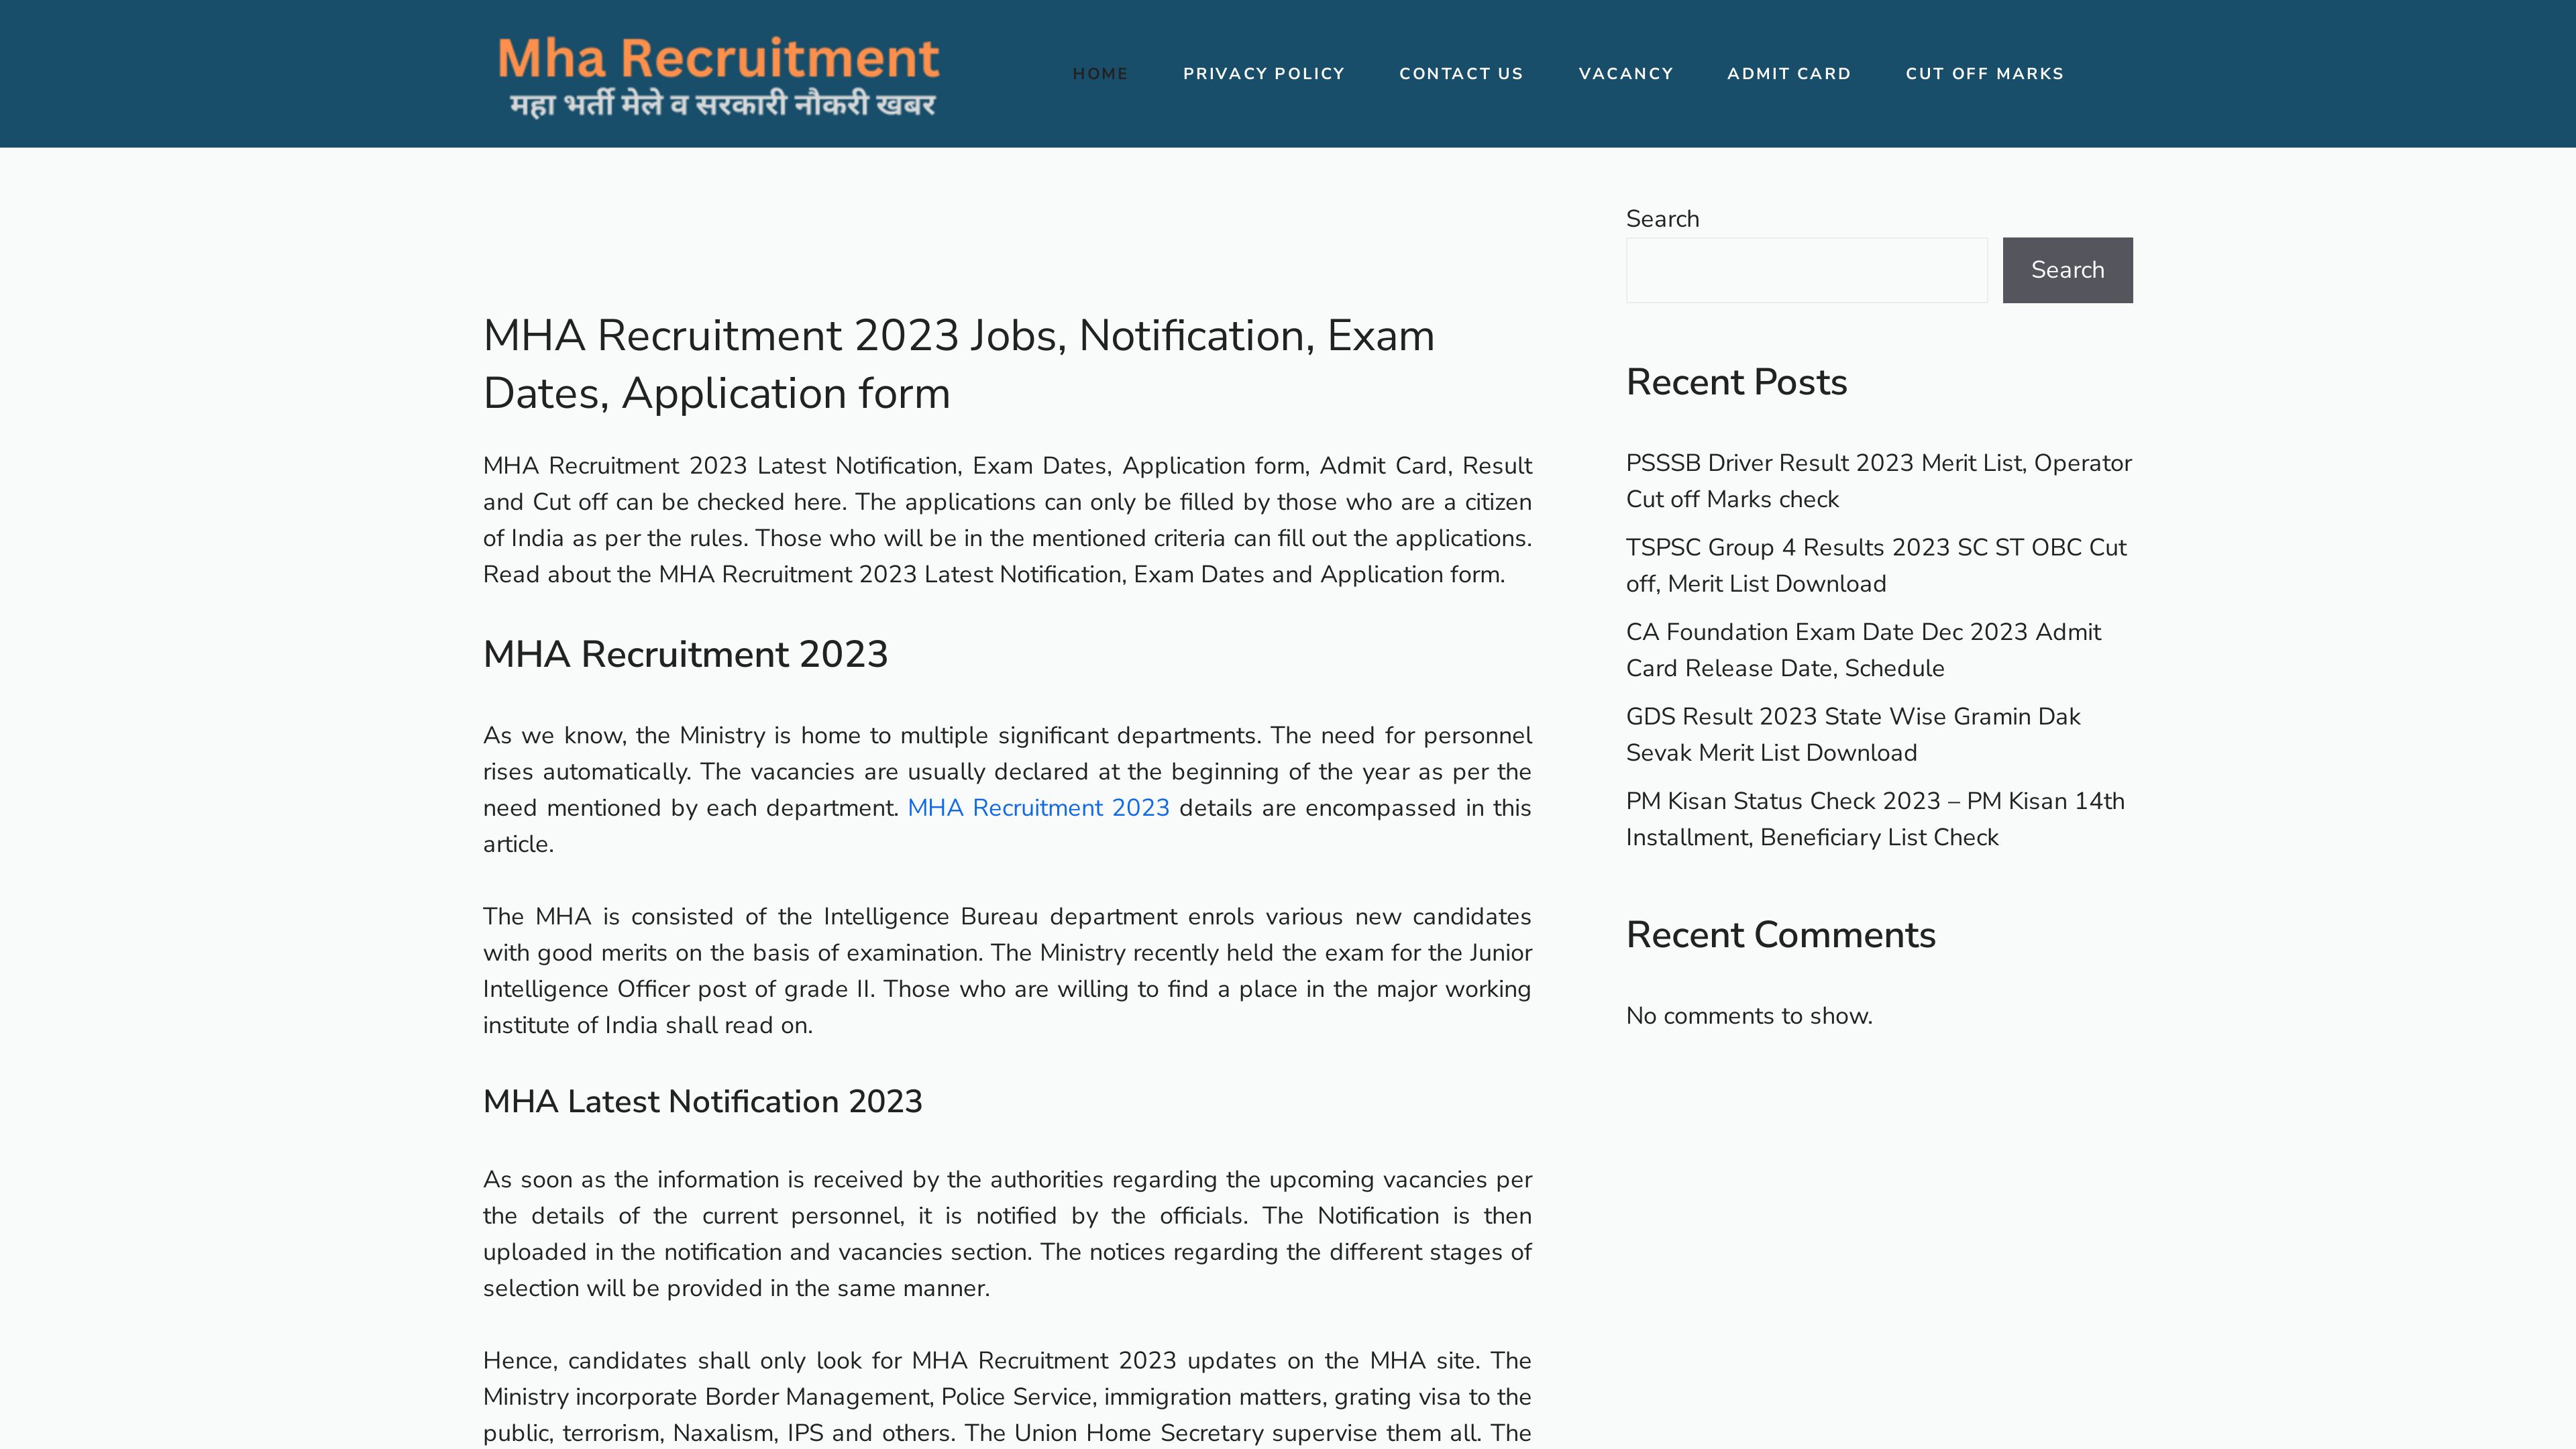 Mha Recruitment
महा भर्ती मेले व सरकारी नौकरी खबर
HOME
PRIVACY POLICY
CONTACT US
VACANCY
ADMIT CARD
CUT OFF MARKS
MHA Recruitment 2023 Jobs, Notification, Exam
Dates, Application form
MHA Recruitment 2023 Latest Notification, Exam Dates, Application form, Admit Card, Result
and Cut off can be checked here. The applications can only be filled by those who are a citizen
of India as per the rules. Those who will be in the mentioned criteria can fill out the applications.
Read about the MHA Recruitment 2023 Latest Notification, Exam Dates and Application form.
MHA Recruitment 2023
As we know, the Ministry is home to multiple significant departments. The need for personnel
rises automatically. The vacancies are usually declared at the beginning of the year as per the
need mentioned by each department. MHA Recruitment 2023 details are encompassed in this
article.
The MHA is consisted of the Intelligence Bureau department enrols various new candidates
with good merits on the basis of examination. The Ministry recently held the exam for the Junior
Intelligence Officer post of grade II. Those who are willing to find a place in the major working
institute of India shall read on.
MHA Latest Notification 2023
As soon as the information is received by the authorities regarding the upcoming vacancies per
the details of the current personnel, it is notified by the officials. The Notification is then
uploaded in the notification and vacancies section. The notices regarding the different stages of
selection will be provided in the same manner.
Hence, candidates shall only look for MHA Recruitment 2023 updates on the MHA site. The
Ministry incorporate Border Management, Police Service, immigration matters, grating visa to the
public, terrorism, Naxalism, IPS and others. The Union Home Secretary supervise them all. The
Search
Search
Recent Posts
PSSSB Driver Result 2023 Merit List, Operator
Cut off Marks check
TSPSC Group 4 Results 2023 SC ST OBC Cut
off, Merit List Download
CA Foundation Exam Date Dec 2023 Admit
Card Release Date, Schedule
GDS Result 2023 State Wise Gramin Dak
Sevak Merit List Download
PM Kisan Status Check 2023 – PM Kisan 14th
Installment, Beneficiary List Check
Recent Comments
No comments to show.